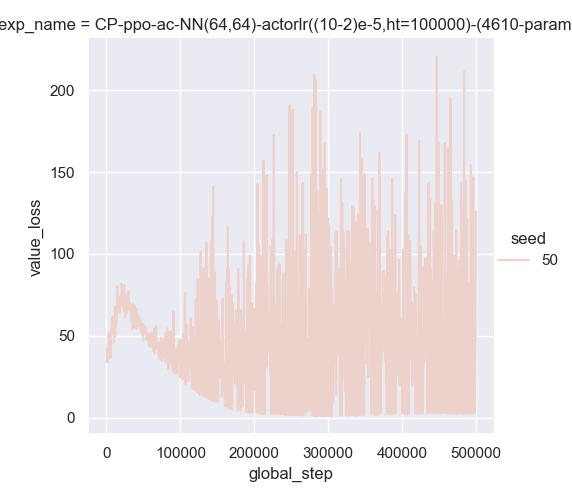 exp_name = CP-ppo-ac-NN(64,64)-actorlr((10-2)e-5,ht=100000)-(4610-param
200
150
100
50
0
value_loss
0 100000 200000 300000 400000 500000
global_step
seed
50